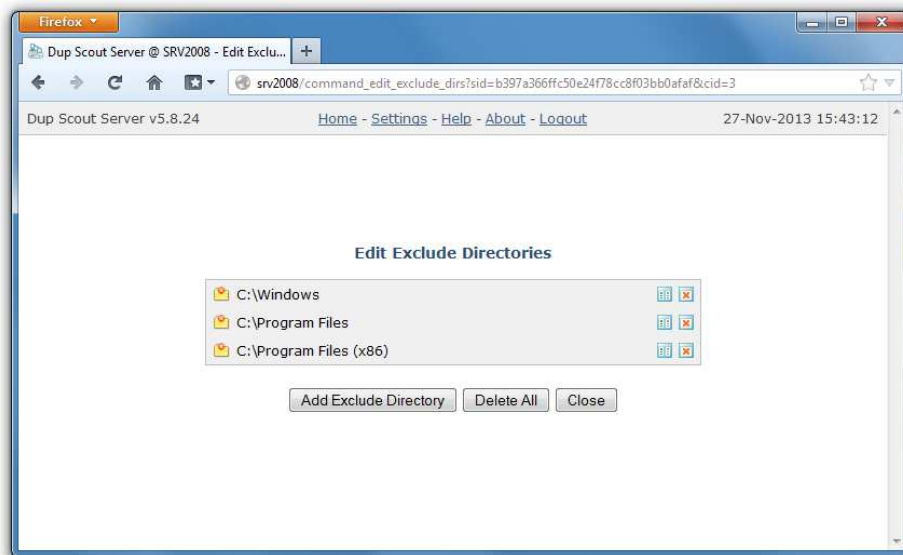 Firefox
Dup Scout Server @ SRV2008 - Edit Exclu...
srv2008/command_edit_exclude_dirs?sid=b397a366ffc50e24f78cc8f03bb0afaf&cid=3
Dup Scout Server v5.8.24 Home - Settings - Help - About - Logout 27-Nov-2013 15:43:12
Edit Exclude Directories
C:\Windows
C:\Program Files
C:\Program Files (x86)
Add Exclude Directory Delete All Close